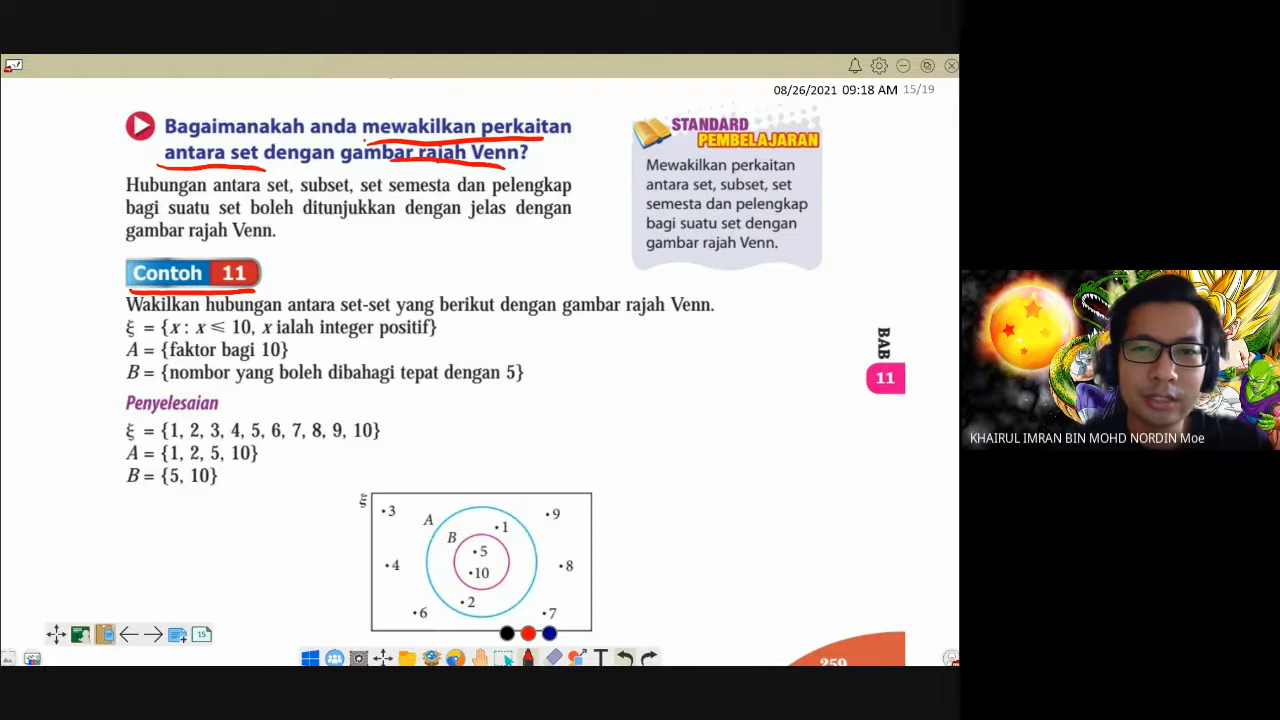 08/26/2021 09:18 AM 15/19
Bagaimanakah anda mewakilkan perkaitan
antara set dengan gambar rajah Venn?
Hubungan antara set, subset, set semesta dan pelengkap
bagi suatu set boleh ditunjukkan dengan jelas dengan
gambar rajah Venn.
STANDARD
PEMBELAJARAN
Mewakilkan perkaitan
antara set, subset, set
semesta dan pelengkap
bagi suatu set dengan
gambar rajah Venn.
Contoh 11
Wakilkan hubungan antara set-set yang berikut dengan gambar rajah Venn.
ξ = {x : x ⩽ 10, x ialah integer positif}
A = {faktor bagi 10}
B = {nombor yang boleh dibahagi tepat dengan 5}
Penyelesaian
ξ = {1, 2, 3, 4, 5, 6, 7, 8, 9, 10}
A = {1, 2, 5, 10}
B = {5, 10}
ξ
•3
A
•1
•9
B
•5
•4
•10
•8
•2
•6
•7
BAB
11
259
15
T
KHAIRUL IMRAN BIN MOHD NORDIN Moe